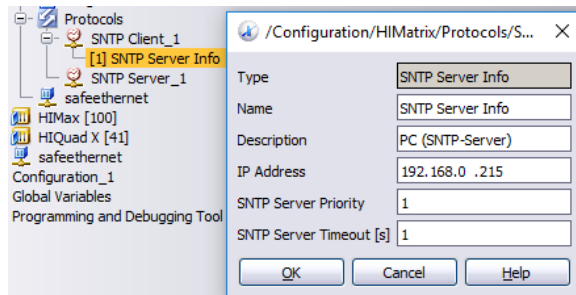 Protocols
SNTP Client_1
[1] SNTP Server Info
SNTP Server_1
safeethernet
HIMax [100]
HIQuad X [41]
safeethernet
Configuration_1
Global Variables
Programming and Debugging Tool
/Configuration/HIMatrix/Protocols/S...
Type SNTP Server Info
Name SNTP Server Info
Description PC (SNTP-Server)
IP Address 192.168.0 .215
SNTP Server Priority 1
SNTP Server Timeout [s] 1
OK Cancel Help